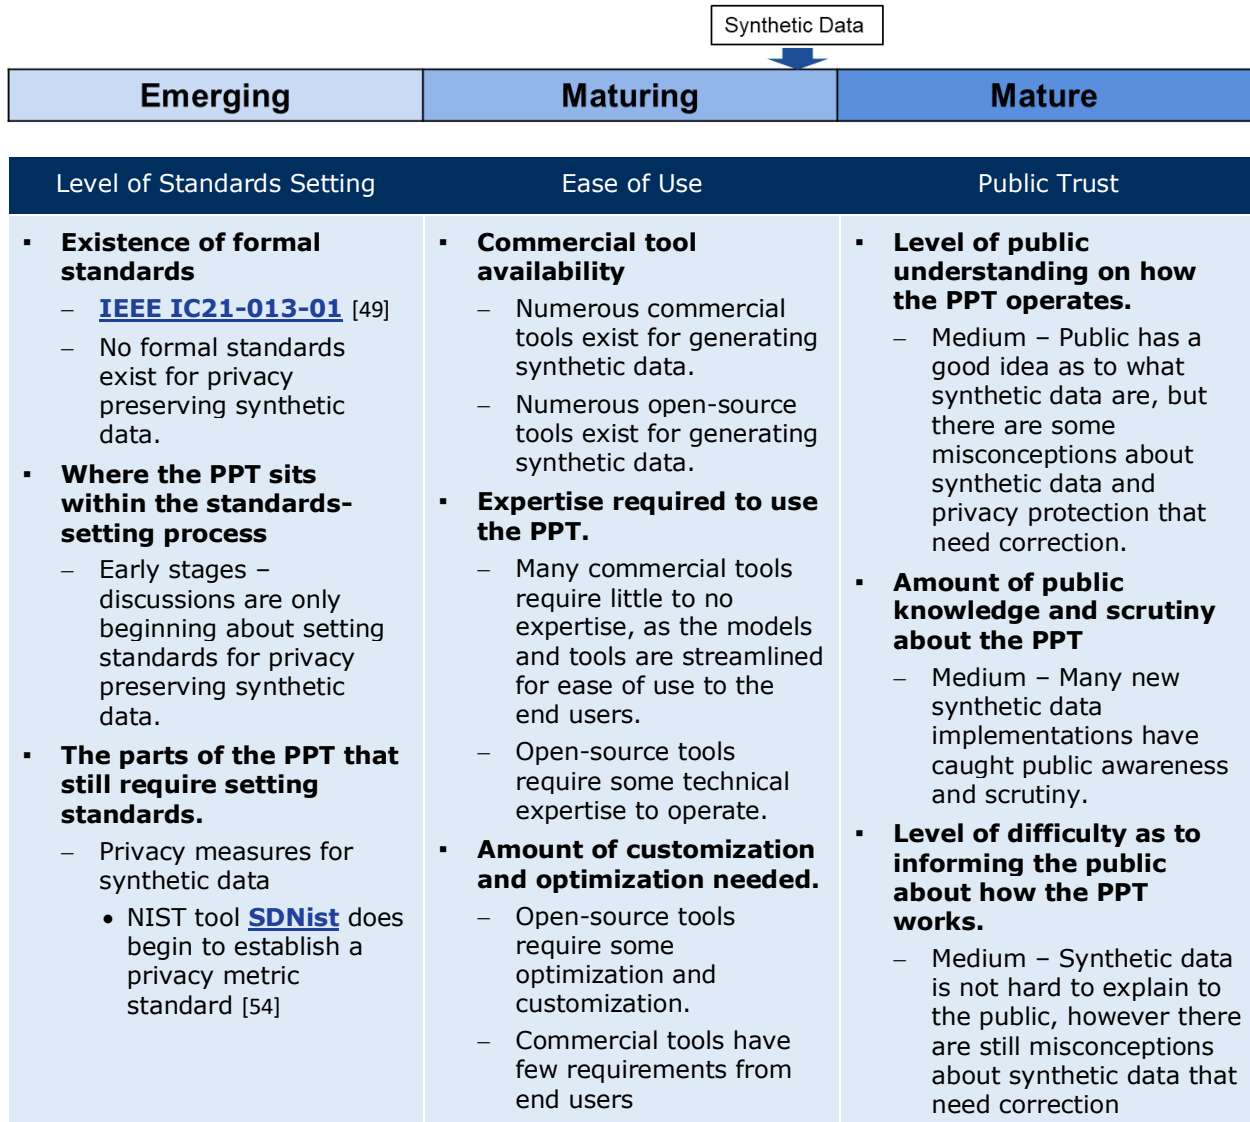 Synthetic Data
Emerging
Maturing
Mature
Level of Standards Setting
▪ Existence of formal
standards
– IEEE IC21-013-01 [49]
– No formal standards
exist for privacy
preserving synthetic
data.
▪ Where the PPT sits
within the standards-
setting process
– Early stages –
discussions are only
beginning about setting
standards for privacy
preserving synthetic
data.
▪ The parts of the PPT that
still require setting
standards.
– Privacy measures for
synthetic data
• NIST tool SDNist does
begin to establish a
privacy metric
standard [54]
Ease of Use
▪ Commercial tool
availability
– Numerous commercial
tools exist for generating
synthetic data.
– Numerous open-source
tools exist for generating
synthetic data.
▪ Expertise required to use
the PPT.
– Many commercial tools
require little to no
expertise, as the models
and tools are streamlined
for ease of use to the
end users.
– Open-source tools
require some technical
expertise to operate.
▪ Amount of customization
and optimization needed.
– Open-source tools
require some
optimization and
customization.
– Commercial tools have
few requirements from
end users
Public Trust
▪ Level of public
understanding on how
the PPT operates.
– Medium – Public has a
good idea as to what
synthetic data are, but
there are some
misconceptions about
synthetic data and
privacy protection that
need correction.
▪ Amount of public
knowledge and scrutiny
about the PPT
– Medium – Many new
synthetic data
implementations have
caught public awareness
and scrutiny.
▪ Level of difficulty as to
informing the public
about how the PPT
works.
– Medium – Synthetic data
is not hard to explain to
the public, however there
are still misconceptions
about synthetic data that
need correction